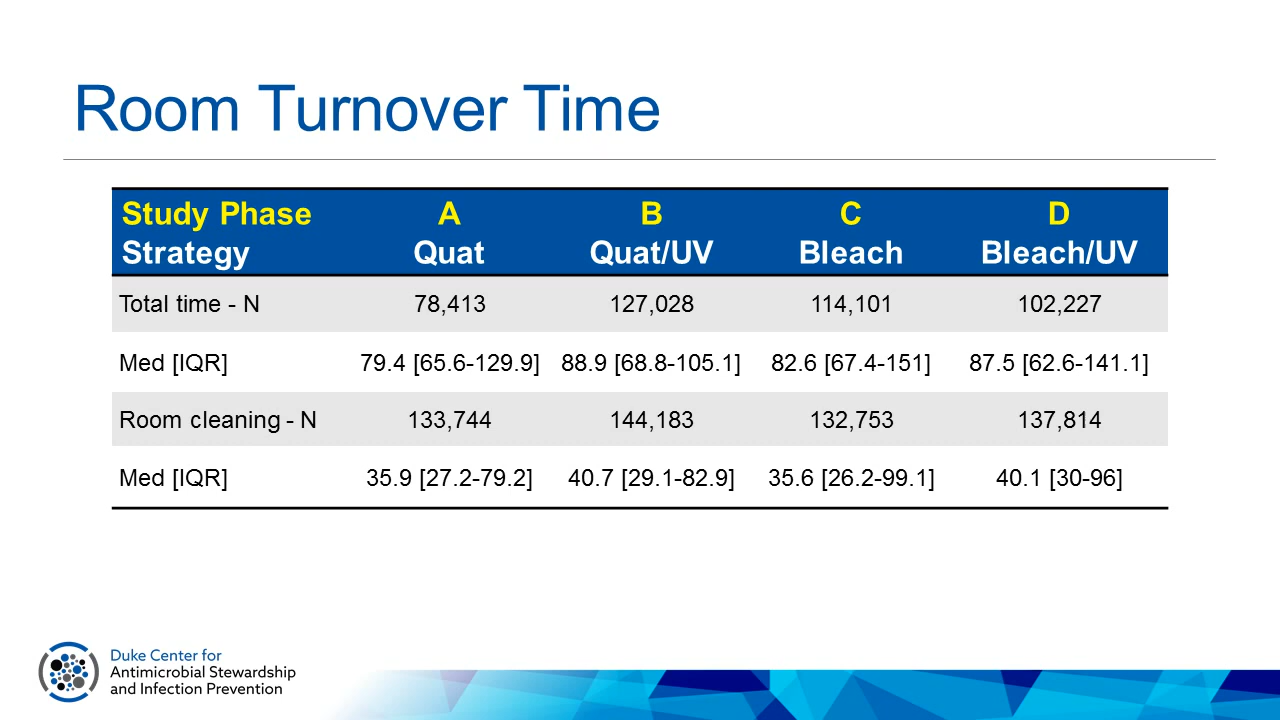 Room Turnover Time
Study Phase A B C D
Strategy Quat Quat/UV Bleach Bleach/UV
Total time - N 78,413 127,028 114,101 102,227
Med [IQR] 79.4 [65.6-129.9] 88.9 [68.8-105.1] 82.6 [67.4-151] 87.5 [62.6-141.1]
Room cleaning - N 133,744 144,183 132,753 137,814
Med [IQR] 35.9 [27.2-79.2] 40.7 [29.1-82.9] 35.6 [26.2-99.1] 40.1 [30-96]
Duke Center for
Antimicrobial Stewardship
and Infection Prevention